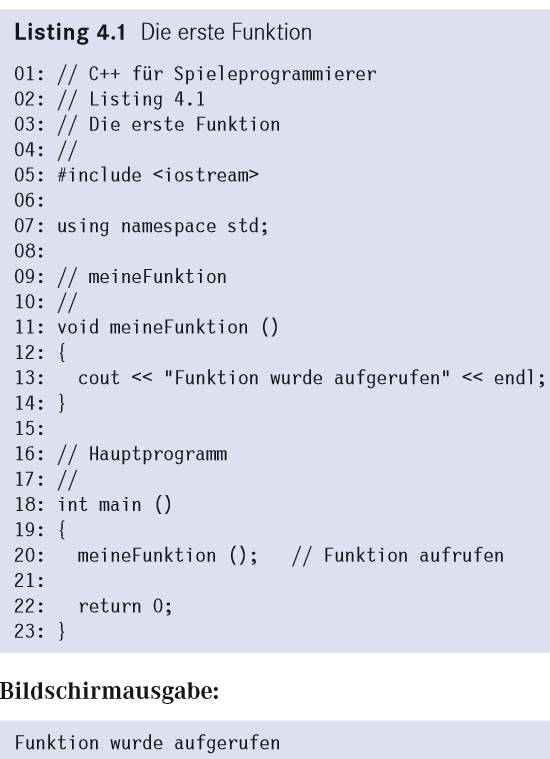 Listing 4.1 Die erste Funktion
01: // C++ für Spieleprogrammierer
02: // Listing 4.1
03: // Die erste Funktion
04: //
05: #include <iostream>
06:
07: using namespace std;
08:
09: // meineFunktion
10: //
11: void meineFunktion ()
12: {
13:   cout << "Funktion wurde aufgerufen" << endl;
14: }
15:
16: // Hauptprogramm
17: //
18: int main ()
19: {
20:   meineFunktion ();   // Funktion aufrufen
21:
22:   return 0;
23: }
Bildschirmausgabe:
Funktion wurde aufgerufen